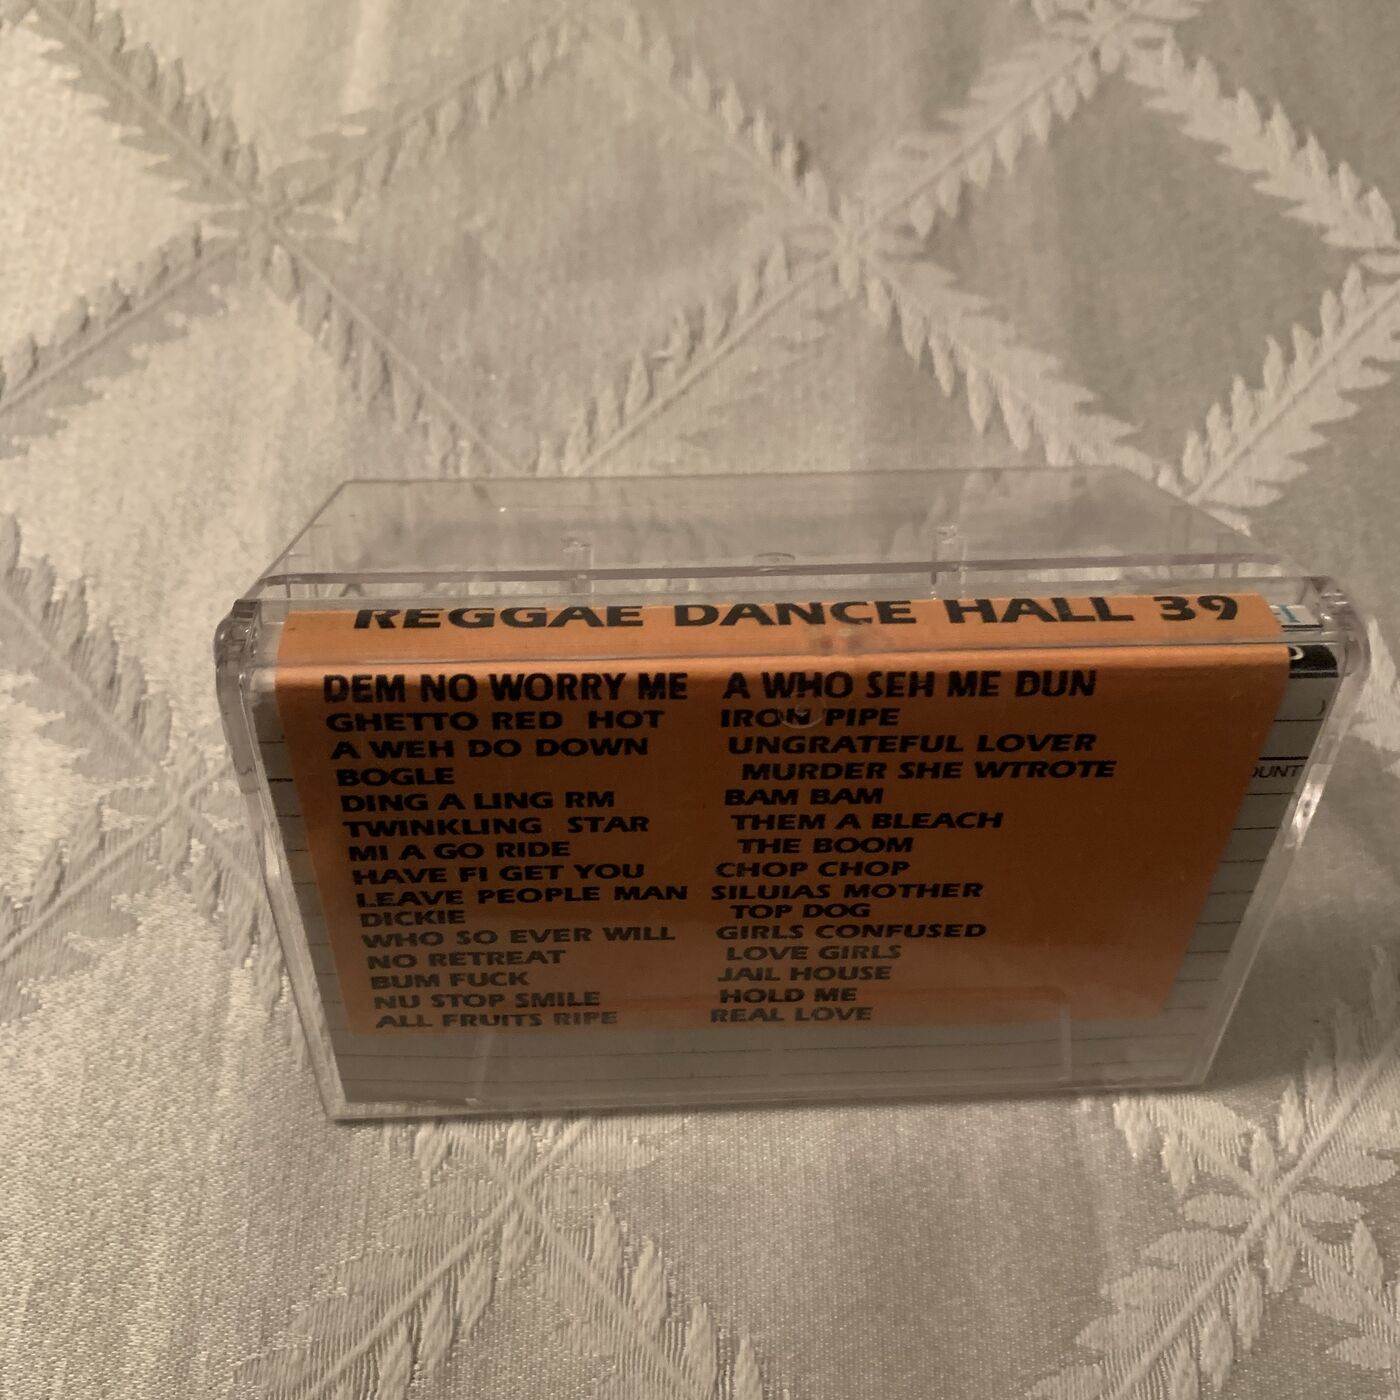 REGGAE DANCE HALL 39
DEM NO WORRY ME
GHETTO RED HOT
A WEH DO DOWN
BOGLE
DING A LING RM
TWINKLING STAR
MI A GO RIDE
HAVE FI GET YOU
LEAVE PEOPLE MAN
DICKIE
WHO SO EVER WILL
NO RETREAT
BUM FUCK
NU STOP SMILE
ALL FRUITS RIPE
A WHO SEH ME DUN
IRON PIPE
UNGRATEFUL LOVER
MURDER SHE WTROTE
BAM BAM
THEM A BLEACH
THE BOOM
CHOP CHOP
SILUIAS MOTHER
TOP DOG
GIRLS CONFUSED
LOVE GIRLS
JAIL HOUSE
HOLD ME
REAL LOVE